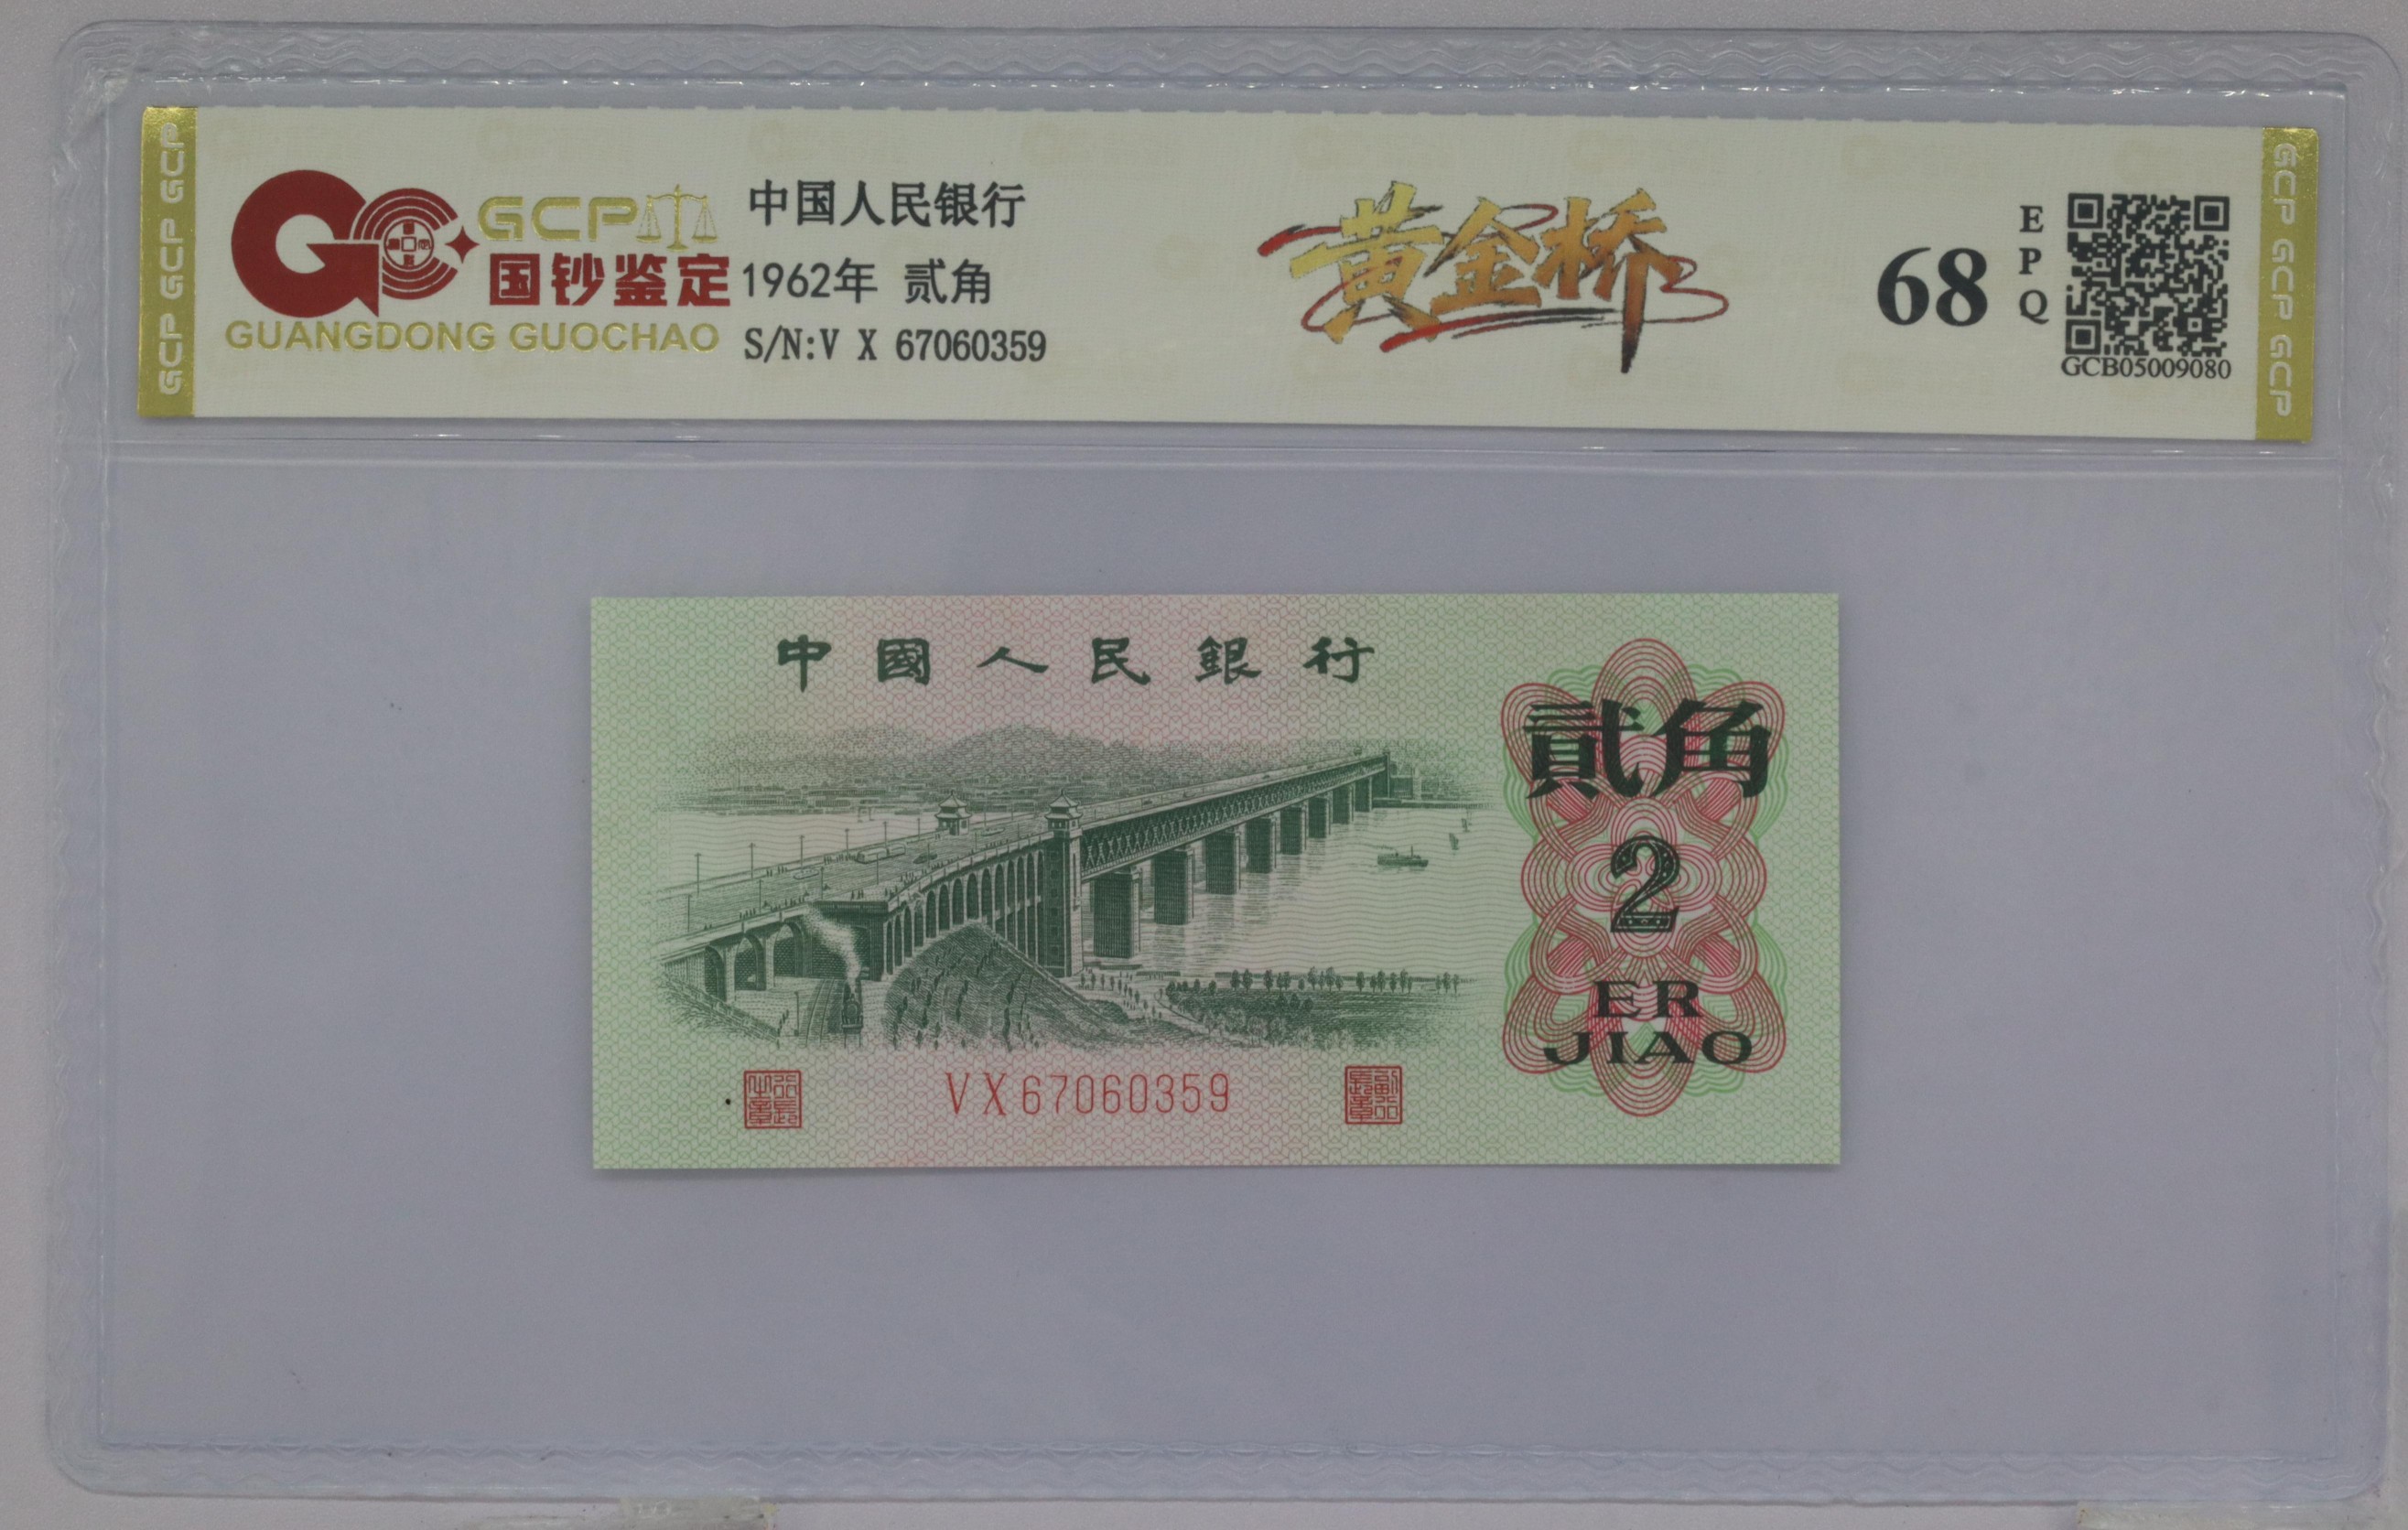 GCP GCP GCP
GCP
国钞鉴定
GUANGDONG GUOCHAO
中国人民银行
1962年 贰角
S/N:V X 67060359
黄金桥
68
E
P
Q
GCB05009080
GCP GCP GCP
中國人民銀行
貳角
2
ER
JIAO
VX67060359